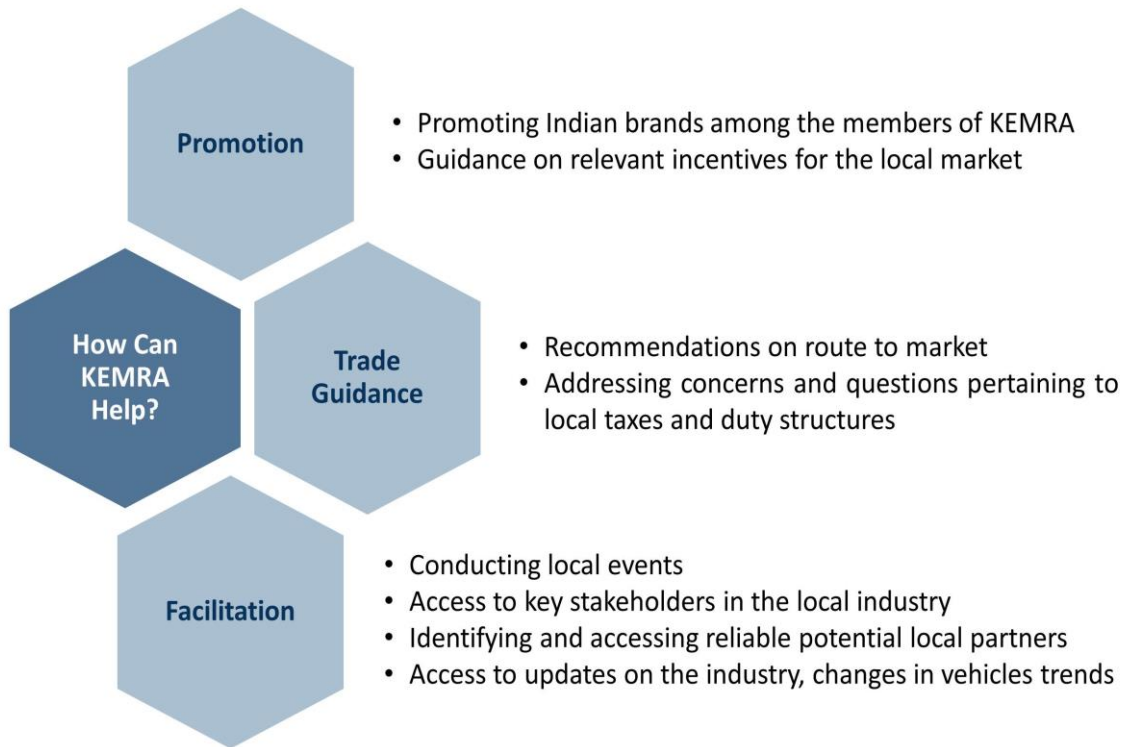 Promotion
• Promoting Indian brands among the members of KEMRA
• Guidance on relevant incentives for the local market
How Can
KEMRA
Help?
Trade
Guidance
• Recommendations on route to market
• Addressing concerns and questions pertaining to
local taxes and duty structures
Facilitation
• Conducting local events
• Access to key stakeholders in the local industry
• Identifying and accessing reliable potential local partners
• Access to updates on the industry, changes in vehicles trends